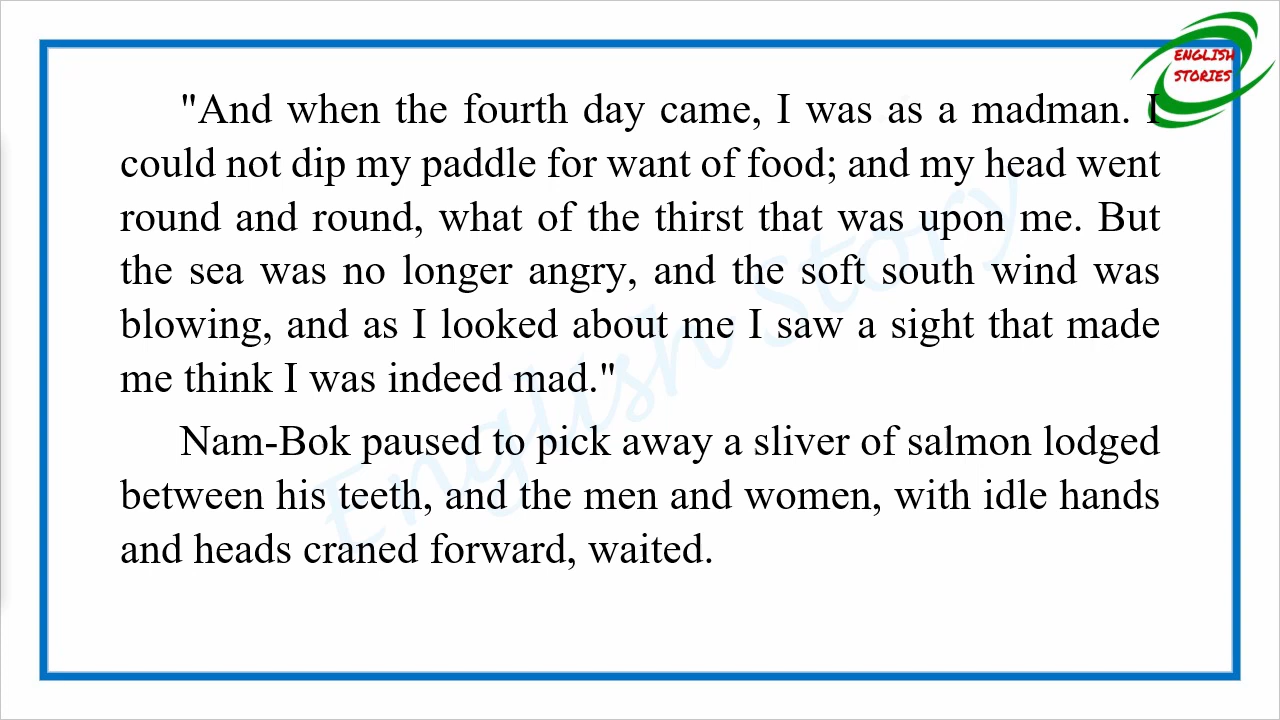 ENGLISH
STORIES
"And when the fourth day came, I was as a madman. I
could not dip my paddle for want of food; and my head went
round and round, what of the thirst that was upon me. But
the sea was no longer angry, and the soft south wind was
blowing, and as I looked about me I saw a sight that made
me think I was indeed mad."
Nam-Bok paused to pick away a sliver of salmon lodged
between his teeth, and the men and women, with idle hands
and heads craned forward, waited.
English Story